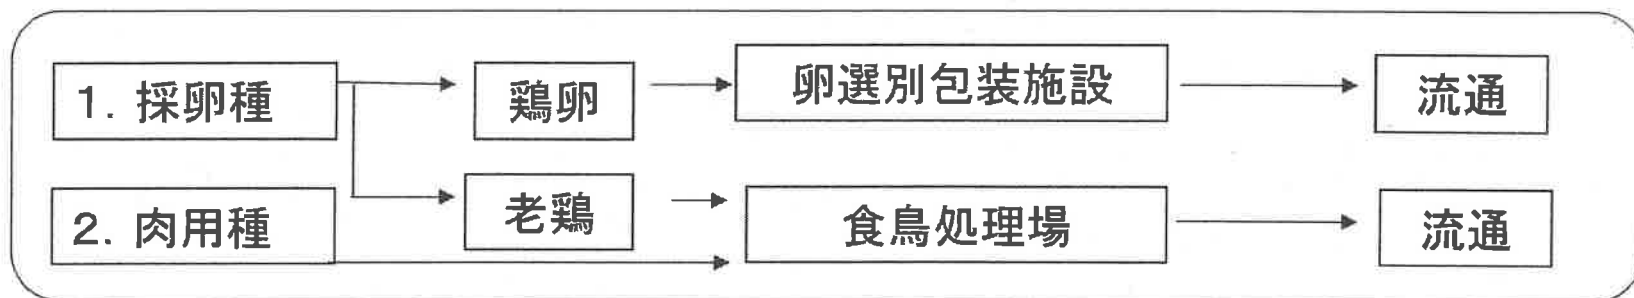 1. 採卵種
鶏卵
卵選別包装施設
流通
老鶏
2. 肉用種
食鳥処理場
流通